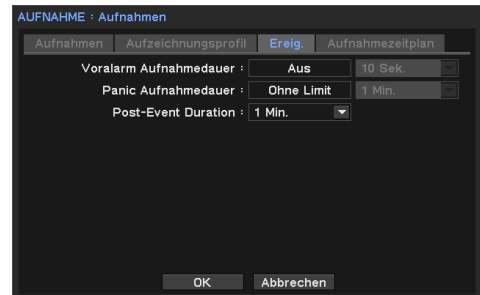 AUFNAHME : Aufnahmen
Aufnahmen Aufzeichnungsprofil Ereig. Aufnahmezeitplan
Voralarm Aufnahmedauer : Aus 10 Sek.
Panic Aufnahmedauer : Ohne Limit 1 Min.
Post-Event Duration : 1 Min.
OK Abbrechen